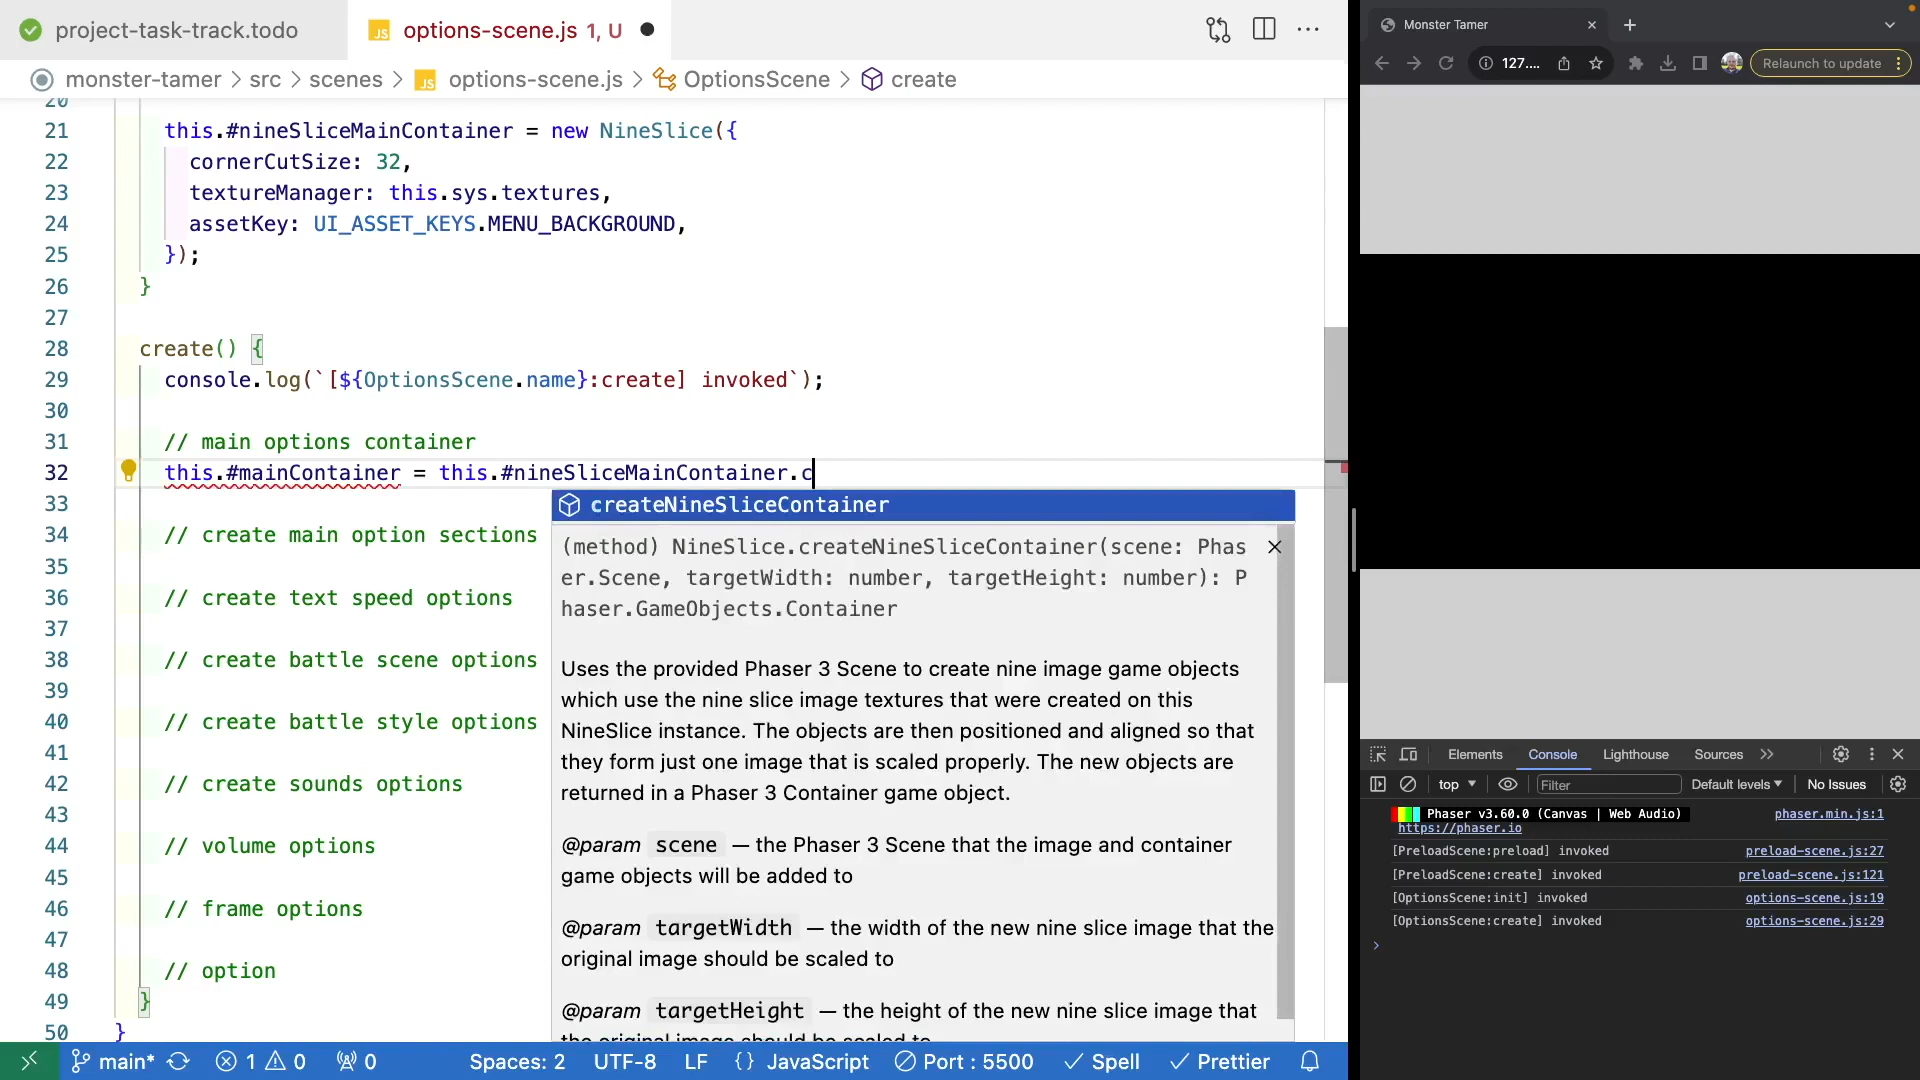 project-task-track.todo
JS options-scene.js 1, U
monster-tamer > src > scenes > JS options-scene.js > OptionsScene > create
20
21 this.#nineSliceMainContainer = new NineSlice({
22 cornerCutSize: 32,
23 textureManager: this.sys.textures,
24 assetKey: UI_ASSET_KEYS.MENU_BACKGROUND,
25 });
26 }
27
28 create() {
29 console.log(`[${OptionsScene.name}:create] invoked`);
30
31 // main options container
32 this.#mainContainer = this.#nineSliceMainContainer.c
33
34 // create main option sections
35
36 // create text speed options
37
38 // create battle scene options
39
40 // create battle style options
41
42 // create sounds options
43
44 // volume options
45
46 // frame options
47
48 // option
49 }
50 }
createNineSliceContainer
(method) NineSlice.createNineSliceContainer(scene: Phas
er.Scene, targetWidth: number, targetHeight: number): P
haser.GameObjects.Container
Uses the provided Phaser 3 Scene to create nine image game objects
which use the nine slice image textures that were created on this
NineSlice instance. The objects are then positioned and aligned so that
they form just one image that is scaled properly. The new objects are
returned in a Phaser 3 Container game object.
@param scene — the Phaser 3 Scene that the image and container
game objects will be added to
@param targetWidth — the width of the new nine slice image that the
original image should be scaled to
@param targetHeight — the height of the new nine slice image that
the original image should be scaled to
main* 1 0 0 Spaces: 2 UTF-8 LF {} JavaScript Port : 5500 Spell Prettier
Monster Tamer
127.... Relaunch to update
Elements Console Lighthouse Sources
top Filter Default levels No Issues
Phaser v3.60.0 (Canvas | Web Audio) phaser.min.js:1
https://phaser.io
[PreloadScene:preload] invoked preload-scene.js:27
[PreloadScene:create] invoked preload-scene.js:121
[OptionsScene:init] invoked options-scene.js:19
[OptionsScene:create] invoked options-scene.js:29